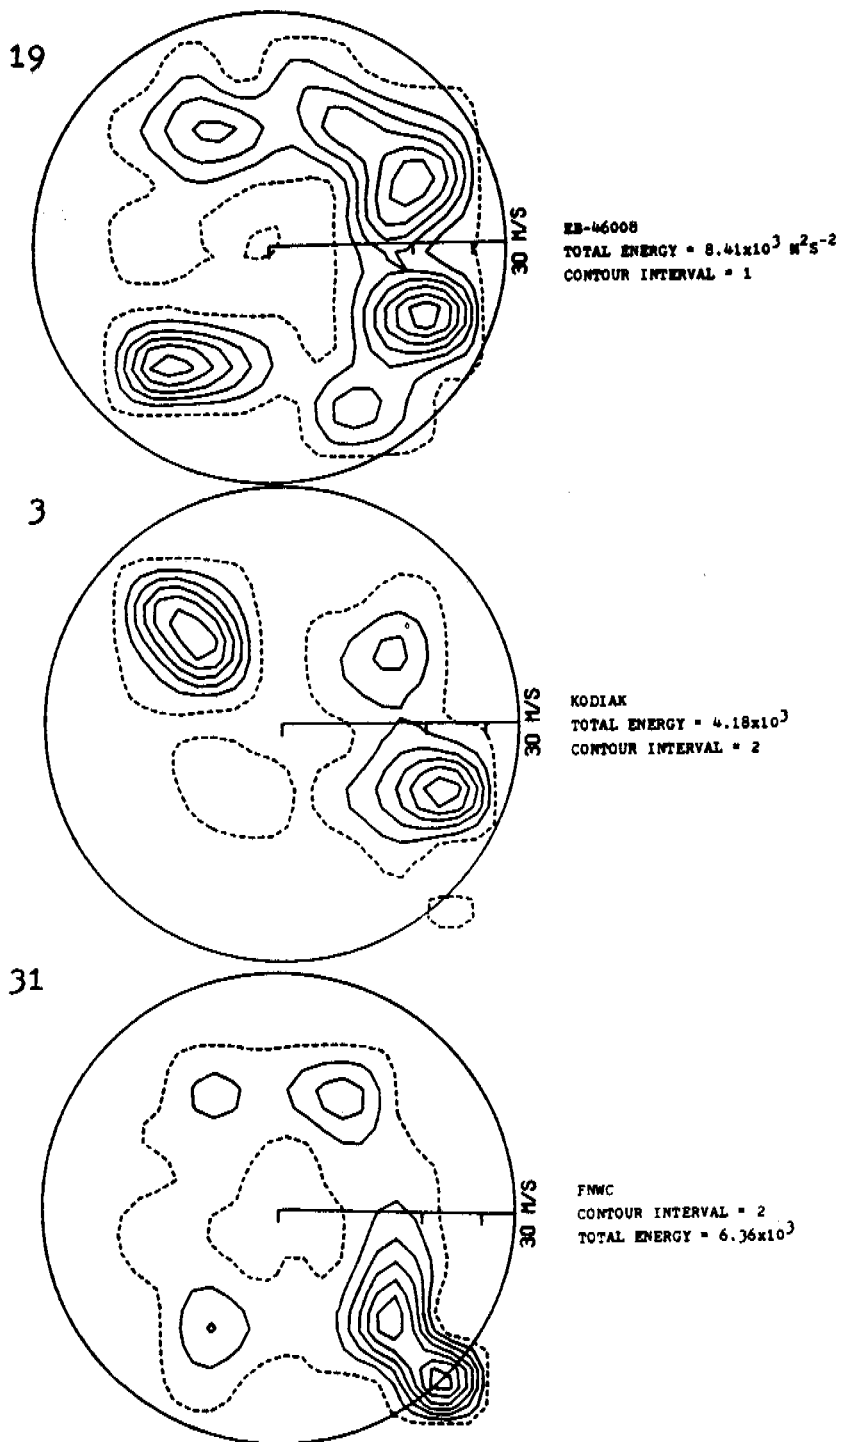 19
30 M/S
EB-46008
TOTAL ENERGY = 8.41x10³ M²S⁻²
CONTOUR INTERVAL = 1
3
30 M/S
KODIAK
TOTAL ENERGY = 4.18x10³
CONTOUR INTERVAL = 2
31
30 M/S
FNWC
CONTOUR INTERVAL = 2
TOTAL ENERGY = 6.36x10³